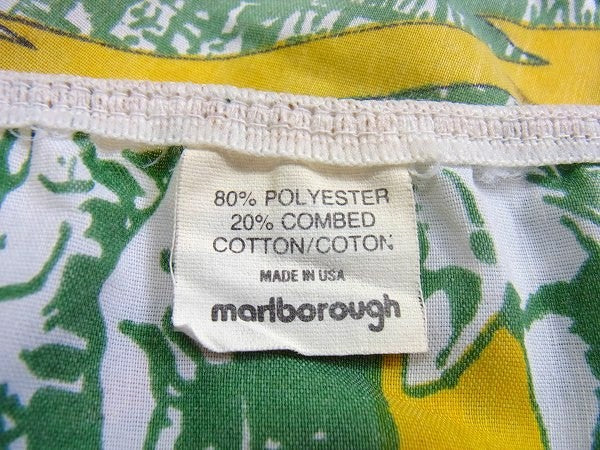 80% POLYESTER
20% COMBED
COTTON/COTON
MADE IN USA
marlborough